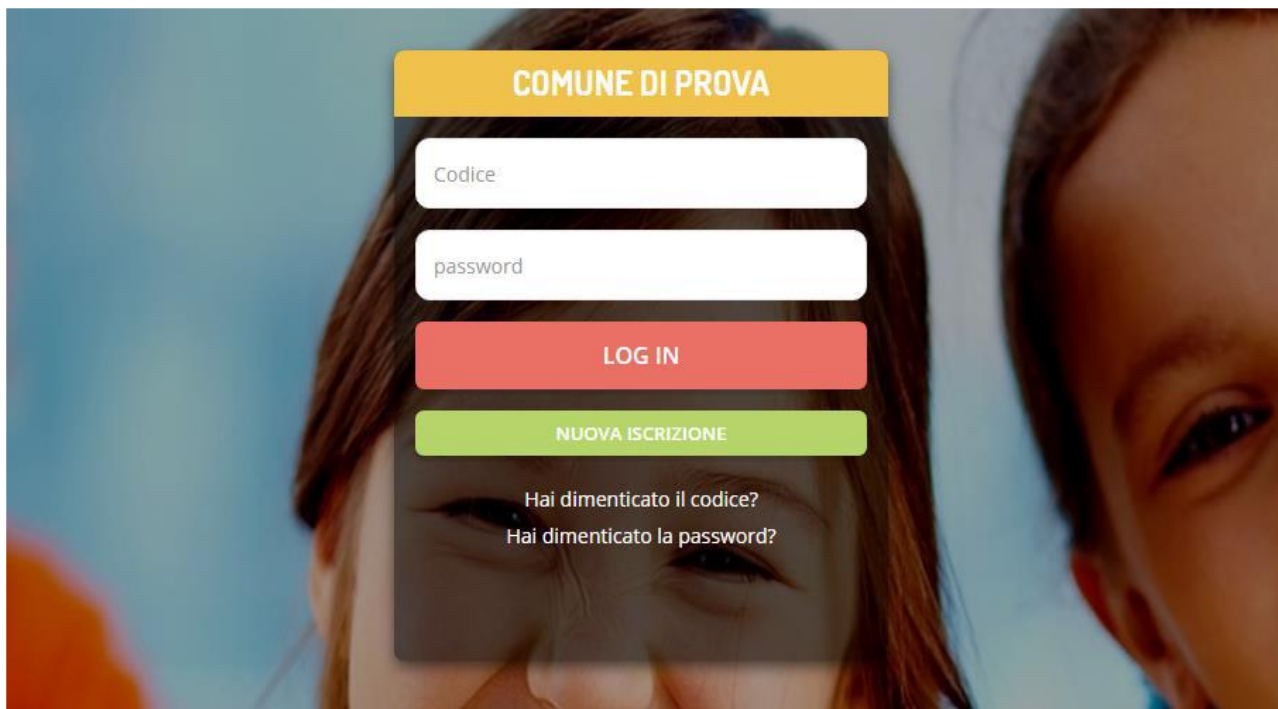 COMUNE DI PROVA
Codice
password
LOG IN
NUOVA ISCRIZIONE
Hai dimenticato il codice?
Hai dimenticato la password?